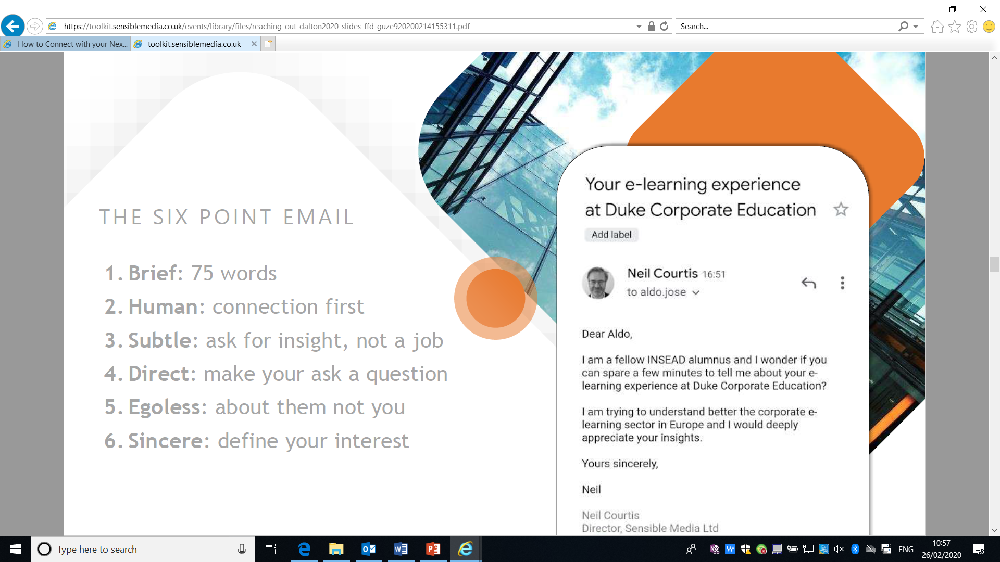 https://toolkit.sensiblemedia.co.uk/events/library/files/reaching-out-dalton2020-slides-ffd-guze920200214155311.pdf
Search...
How to Connect with your Nex...
toolkit.sensiblemedia.co.uk
THE SIX POINT EMAIL
1. Brief: 75 words
2. Human: connection first
3. Subtle: ask for insight, not a job
4. Direct: make your ask a question
5. Egoless: about them not you
6. Sincere: define your interest
Your e-learning experience
at Duke Corporate Education
Add label
Neil Courtis 16:51
to aldo.jose
Dear Aldo,
I am a fellow INSEAD alumnus and I wonder if you
can spare a few minutes to tell me about your e-
learning experience at Duke Corporate Education?
I am trying to understand better the corporate e-
learning sector in Europe and I would deeply
appreciate your insights.
Yours sincerely,
Neil
Neil Courtis
Director, Sensible Media Ltd
Type here to search
ENG
10:57
26/02/2020